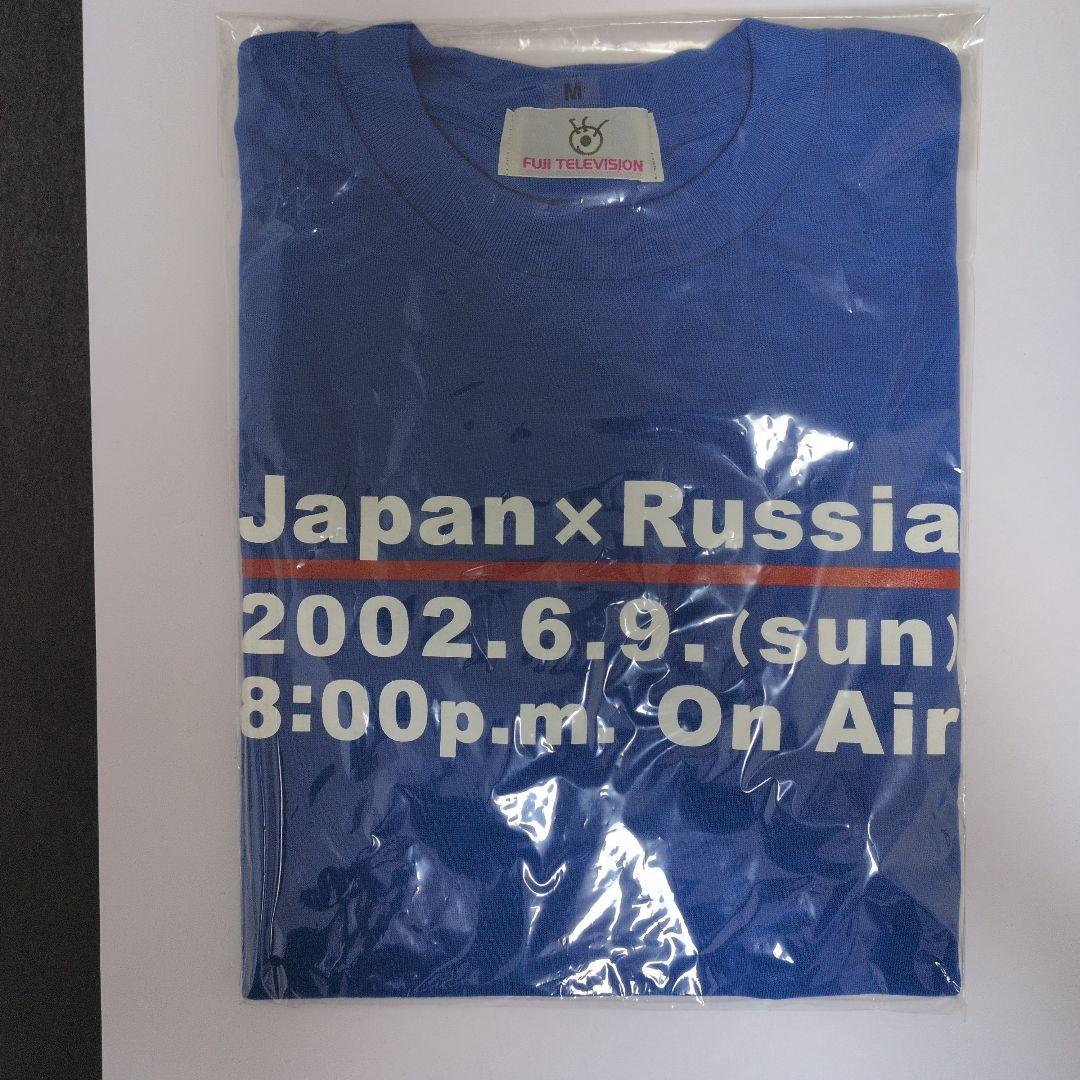 M
FUJI TELEVISION
Japan×Russia
2002.6.9.(sun)
8:00p.m. On Air